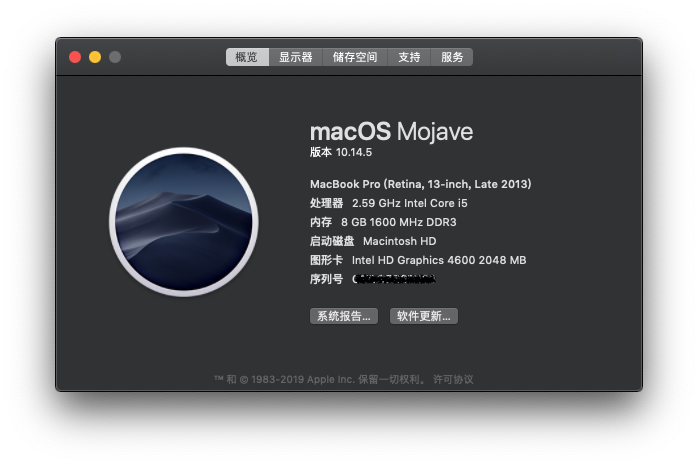 概览 显示器 储存空间 支持 服务
macOS Mojave
版本 10.14.5
MacBook Pro (Retina, 13-inch, Late 2013)
处理器 2.59 GHz Intel Core i5
内存 8 GB 1600 MHz DDR3
启动磁盘 Macintosh HD
图形卡 Intel HD Graphics 4600 2048 MB
序列号
系统报告... 软件更新...
™ 和 © 1983-2019 Apple Inc. 保留一切权利。 许可协议